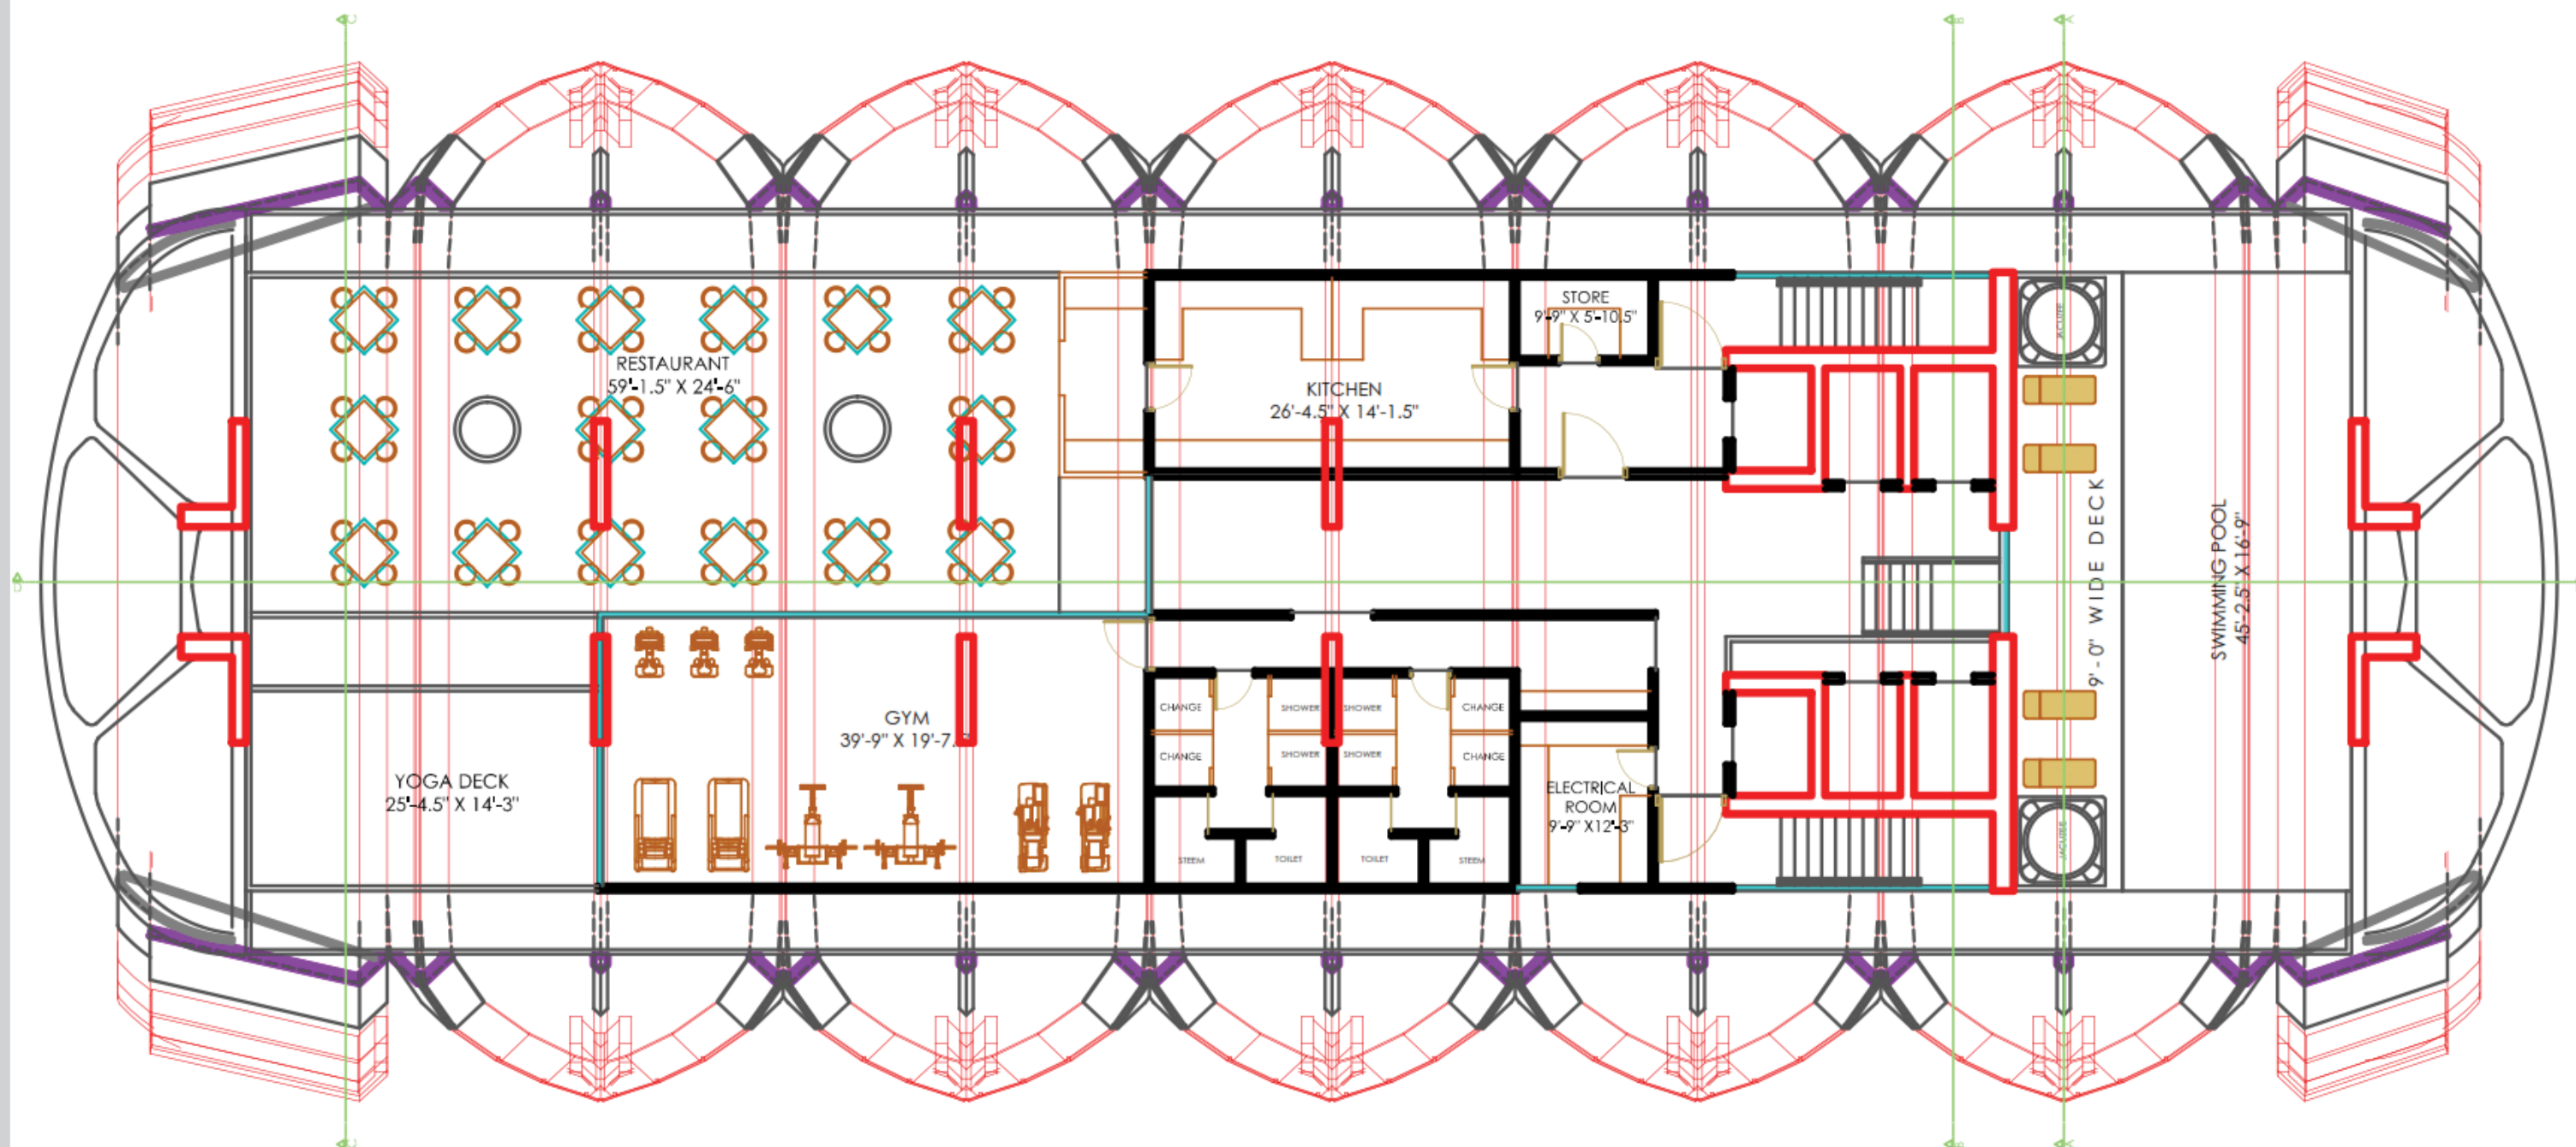 C
B
A
STORE
9'-9" X 5'-10.5"
RESTAURANT
59'-1.5" X 24'-6"
KITCHEN
26'-4.5" X 14'-1.5"
9'-0" WIDE DECK
SWIMMING POOL
45'-2.5" X 16'-9"
D
CHANGE
SHOWER
SHOWER
CHANGE
GYM
39'-9" X 19'-7.
CHANGE
SHOWER
SHOWER
CHANGE
YOGA DECK
25'-4.5" X 14'-3"
ELECTRICAL
ROOM
9'-9" X12'-3"
STEEM
TOILET
TOILET
STEEM
JACUZEE
C
B
A